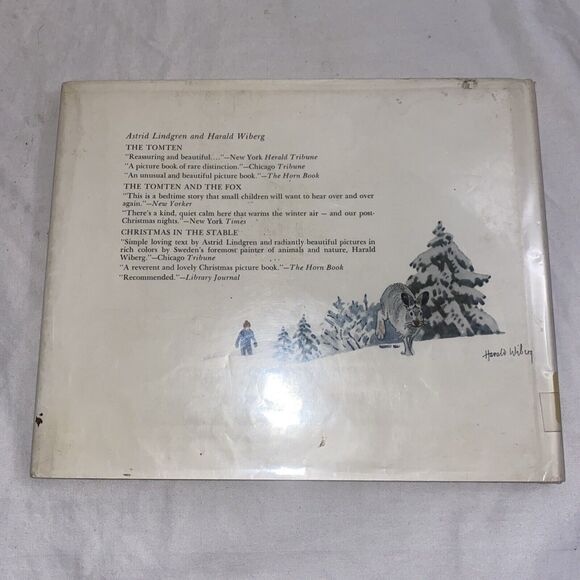 Astrid Lindgren and Harald Wiberg
THE TOMTEN
"Reassuring and beautiful...."—New York Herald Tribune
"A picture book of rare distinction."—Chicago Tribune
"An unusual and beautiful picture book."—The Horn Book
THE TOMTEN AND THE FOX
"This is a bedtime story that small children will want to hear over and over
again."—New Yorker
"There's a kind, quiet calm here that warms the winter air — and our post-
Christmas nights."—New York Times
CHRISTMAS IN THE STABLE
"Simple loving text by Astrid Lindgren and radiantly beautiful pictures in
rich colors by Sweden's foremost painter of animals and nature, Harald
Wiberg."—Chicago Tribune
"A reverent and lovely Christmas picture book."—The Horn Book
"Recommended."—Library Journal
Harald Wiberg